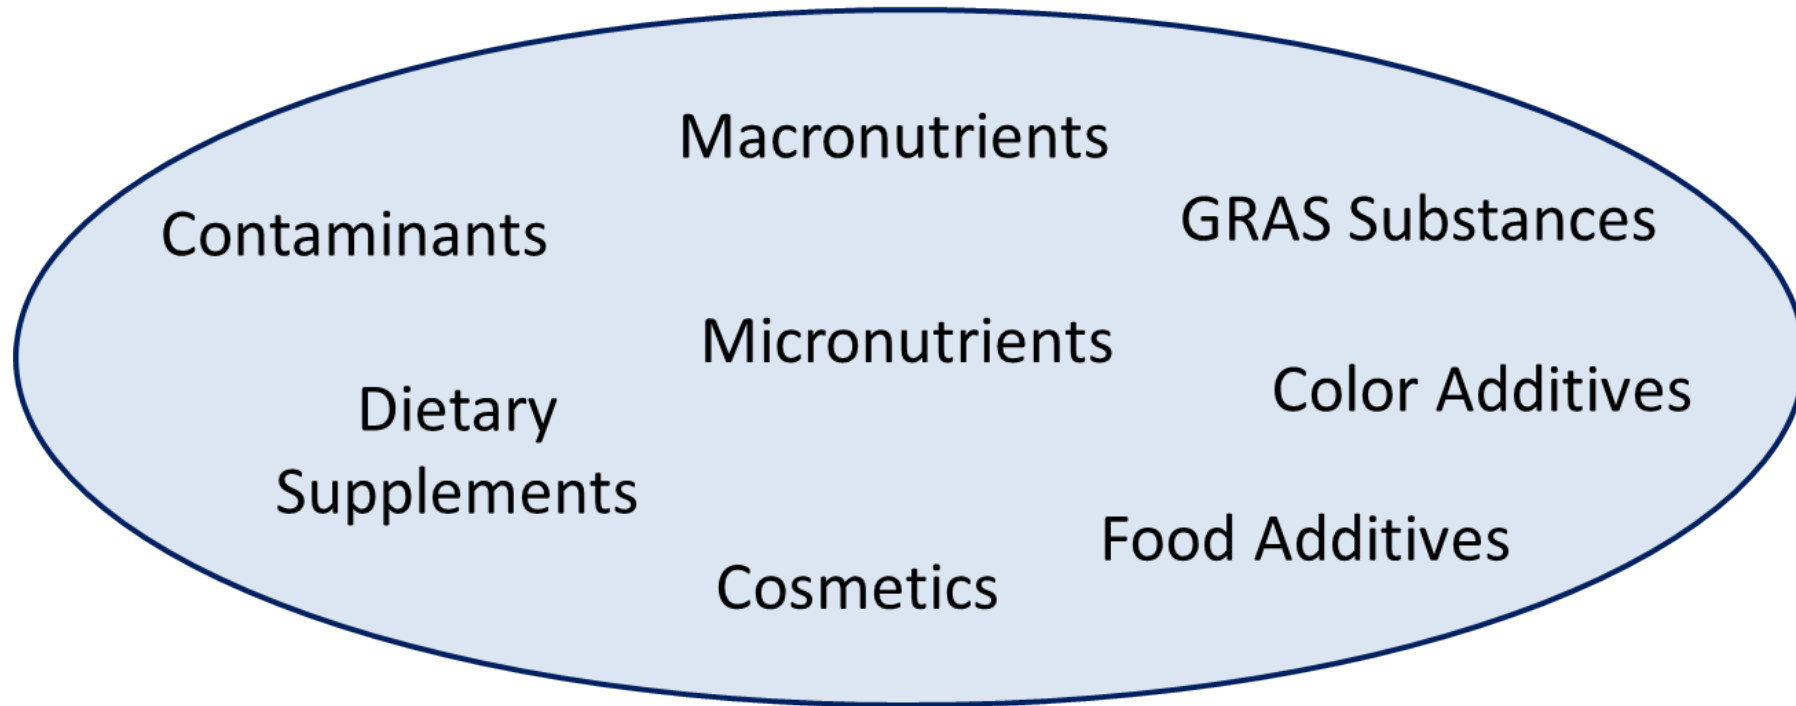 Macronutrients
GRAS Substances
Contaminants
Micronutrients
Color Additives
Dietary
Supplements
Food Additives
Cosmetics